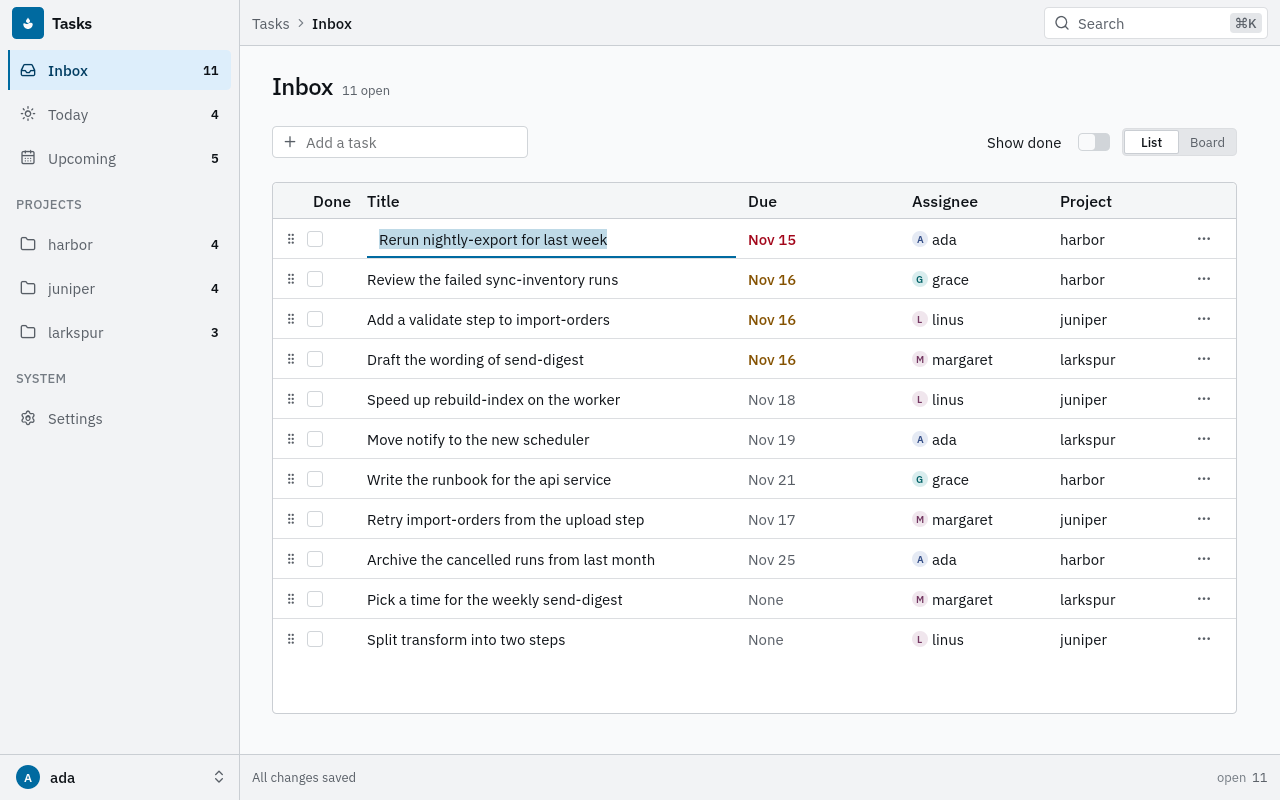 Tasks
Tasks > Inbox
Search ⌘K
Inbox 11
Today 4
Upcoming 5
PROJECTS
harbor 4
juniper 4
larkspur 3
SYSTEM
Settings
A ada
Inbox 11 open
Add a task
Show done List Board
Done Title Due Assignee Project
Rerun nightly-export for last week Nov 15 A ada harbor
Review the failed sync-inventory runs Nov 16 G grace harbor
Add a validate step to import-orders Nov 16 L linus juniper
Draft the wording of send-digest Nov 16 M margaret larkspur
Speed up rebuild-index on the worker Nov 18 L linus juniper
Move notify to the new scheduler Nov 19 A ada larkspur
Write the runbook for the api service Nov 21 G grace harbor
Retry import-orders from the upload step Nov 17 M margaret juniper
Archive the cancelled runs from last month Nov 25 A ada harbor
Pick a time for the weekly send-digest None M margaret larkspur
Split transform into two steps None L linus juniper
All changes saved open 11